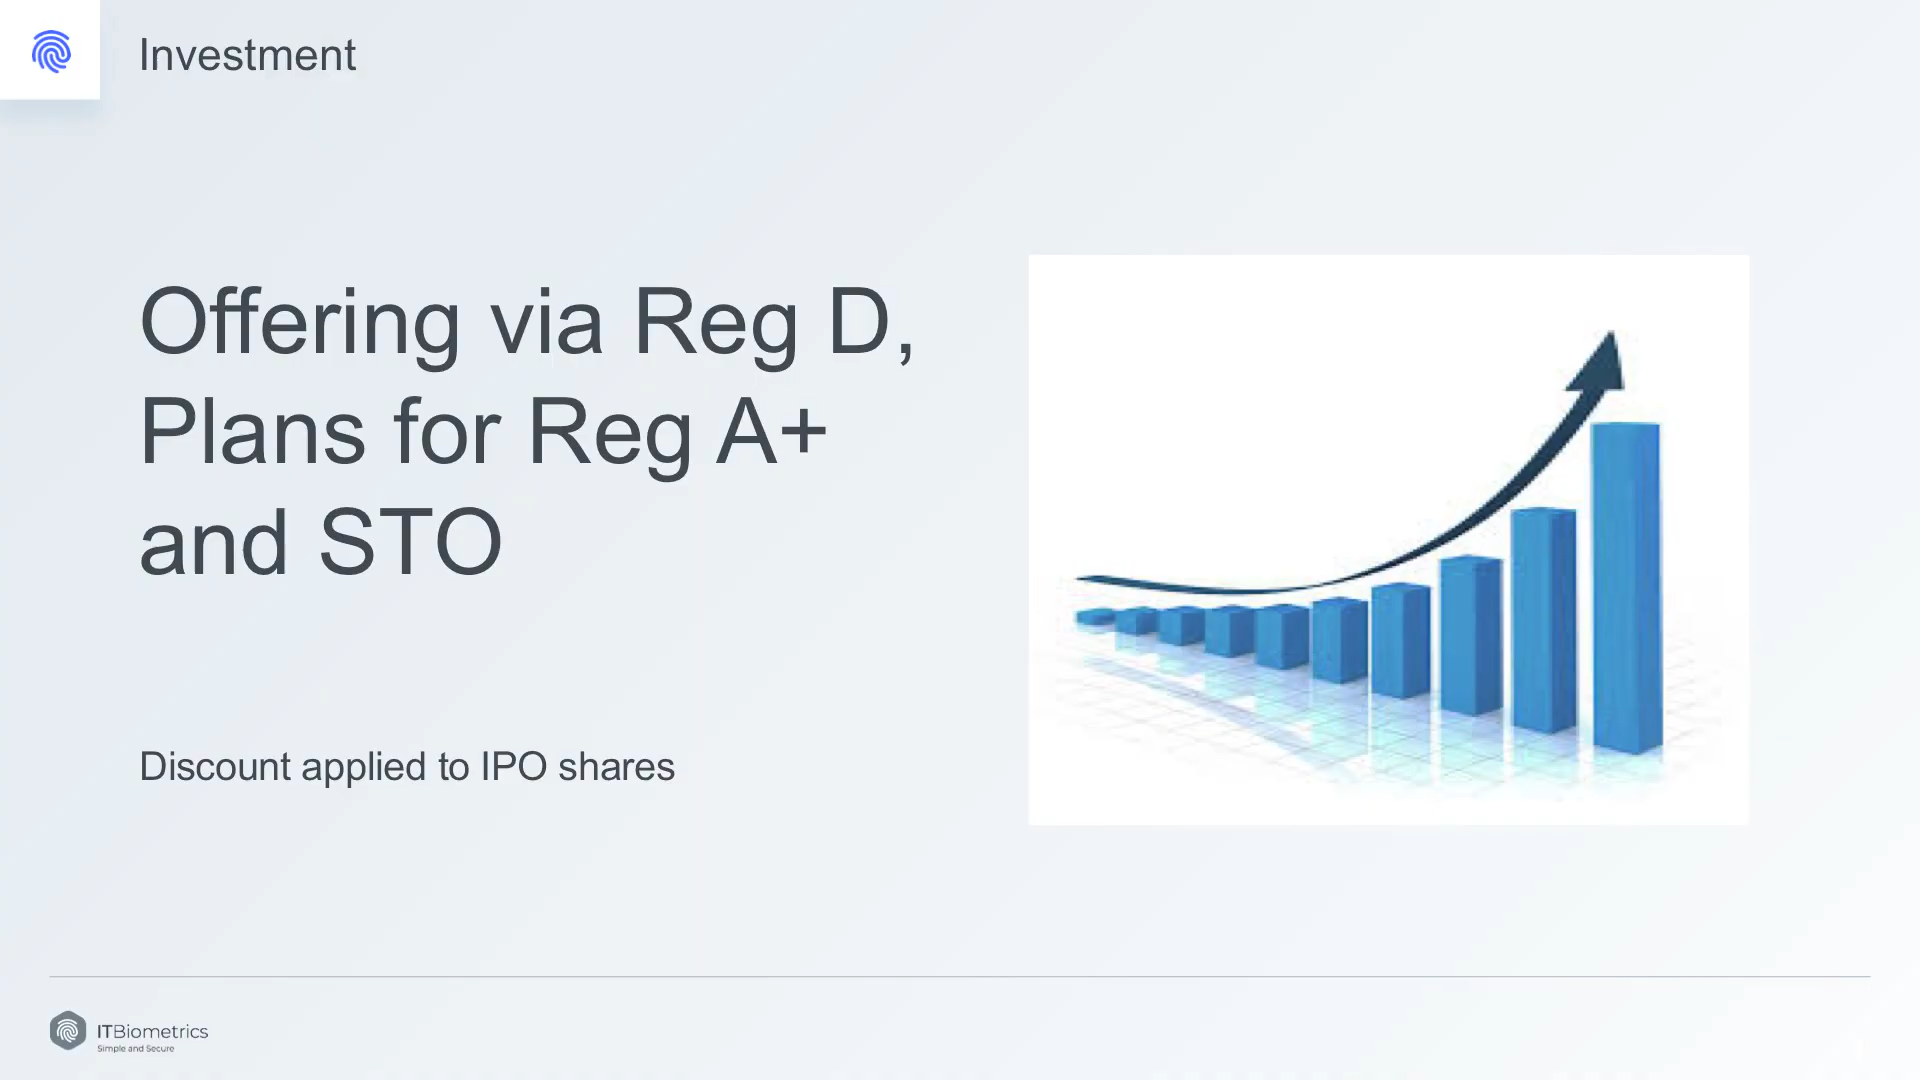 Investment
Offering via Reg D,
Plans for Reg A+
and STO
Discount applied to IPO shares
ITBiometrics
Simple and Secure